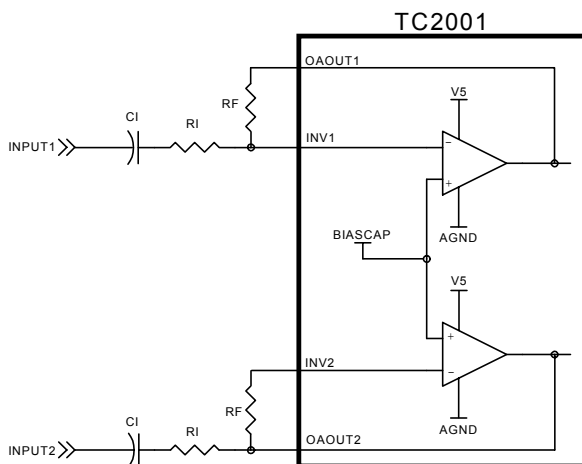 TC2001
OAOUT1
V5
RF
CI
RI
INPUT1
INV1
AGND
BIASCAP
V5
INV2
RF
CI
RI
AGND
INPUT2
OAOUT2